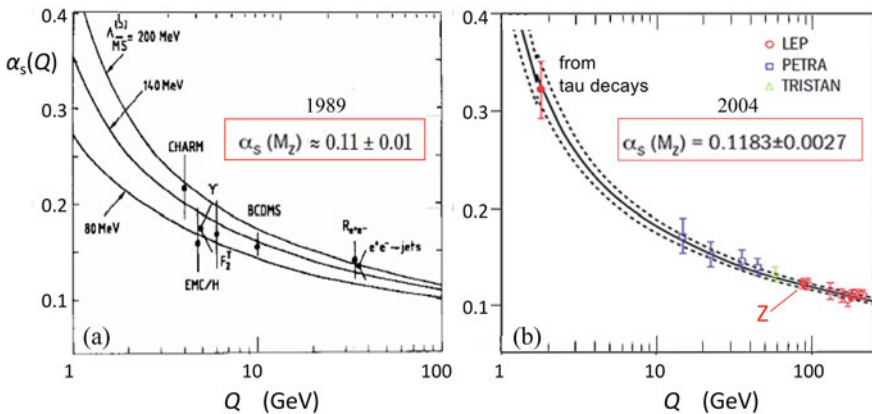 0.4
0.3
0.2
0.1
αs(Q)
Λ[5]MS = 200 MeV
140 MeV
80 MeV
1989
αs (MZ) ≈ 0.11 ± 0.01
CHARM
Υ
BCDMS
F2γ
EMC/H
Re+e-
e+e-→jets
(a)
1
10
100
Q (GeV)
0.4
0.3
0.2
0.1
from
tau decays
LEP
PETRA
TRISTAN
2004
αs (MZ) = 0.1183±0.0027
Z
(b)
1
10
100
Q (GeV)